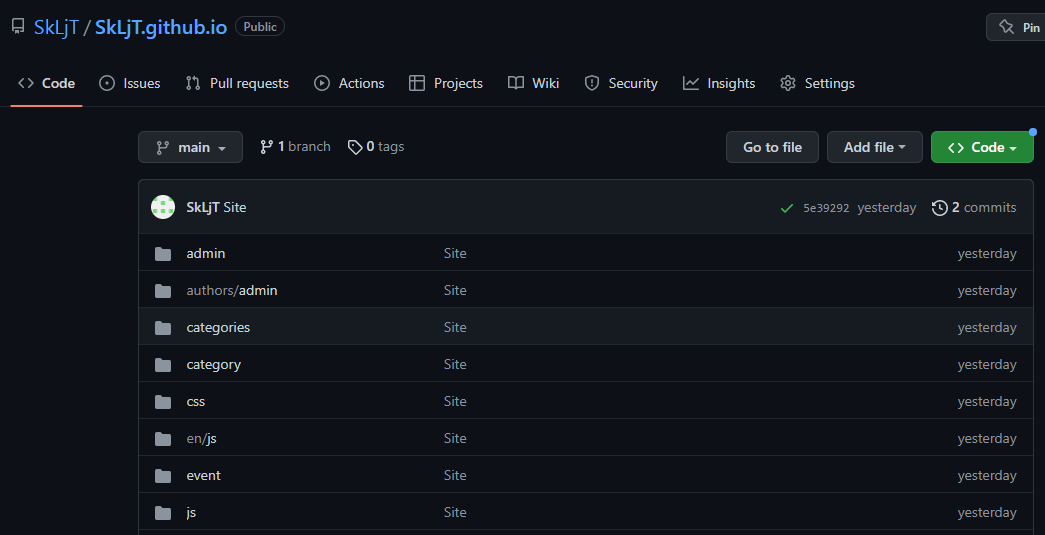 SkLjT / SkLjT.github.io Public Pin
Code Issues Pull requests Actions Projects Wiki Security Insights Settings
main 1 branch 0 tags Go to file Add file Code
SkLjT Site 5e39292 yesterday 2 commits
admin Site yesterday
authors/admin Site yesterday
categories Site yesterday
category Site yesterday
css Site yesterday
en/js Site yesterday
event Site yesterday
js Site yesterday